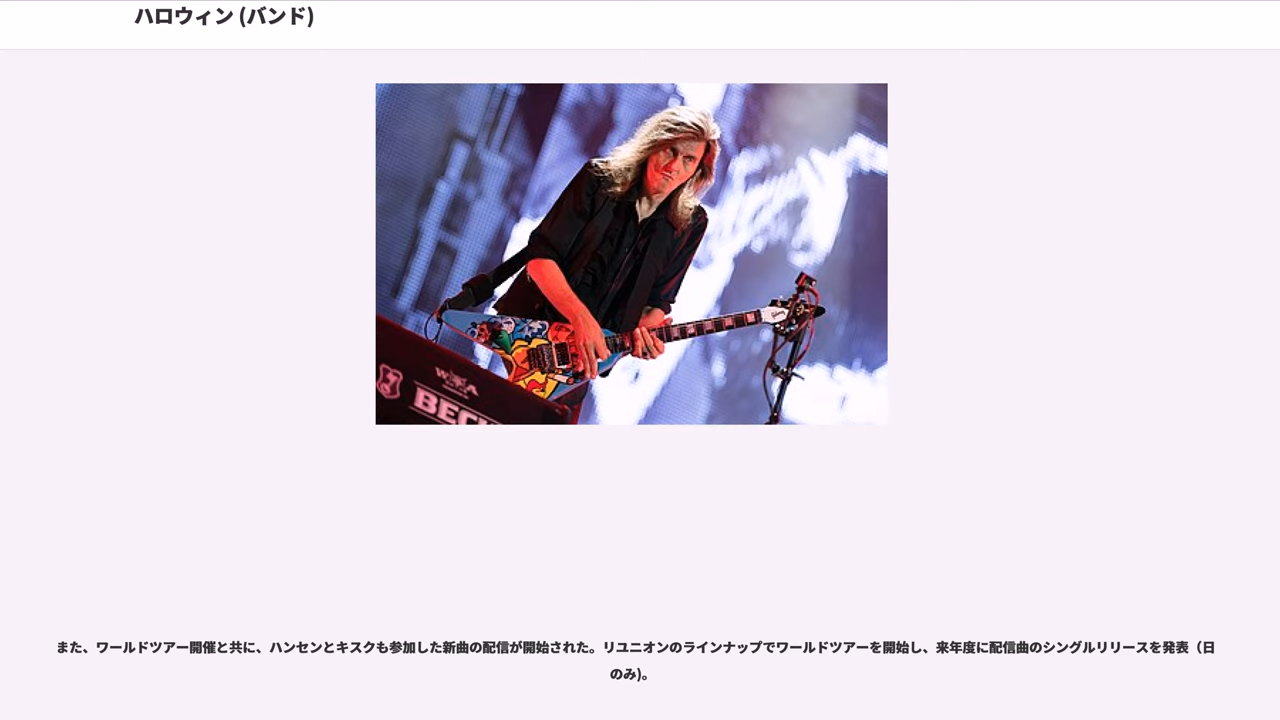 ハロウィン (バンド)
W A
また、ワールドツアー開催と共に、ハンセンとキスクも参加した新曲の配信が開始された。リユニオンのラインナップでワールドツアーを開始し、来年度に配信曲のシングルリリースを発表（日
のみ)。